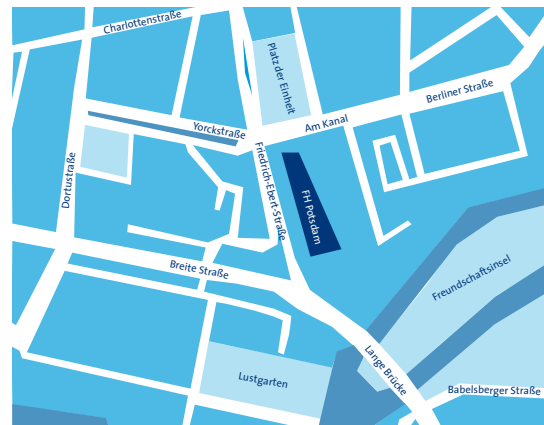 Charlottenstraße
Platz der Einheit
Berliner Straße
Am Kanal
Yorckstraße
Dortustraße
Friedrich-Ebert-Straße
FH Potsdam
Breite Straße
Freundschaftsinsel
Lange Brücke
Lustgarten
Babelsberger Straße